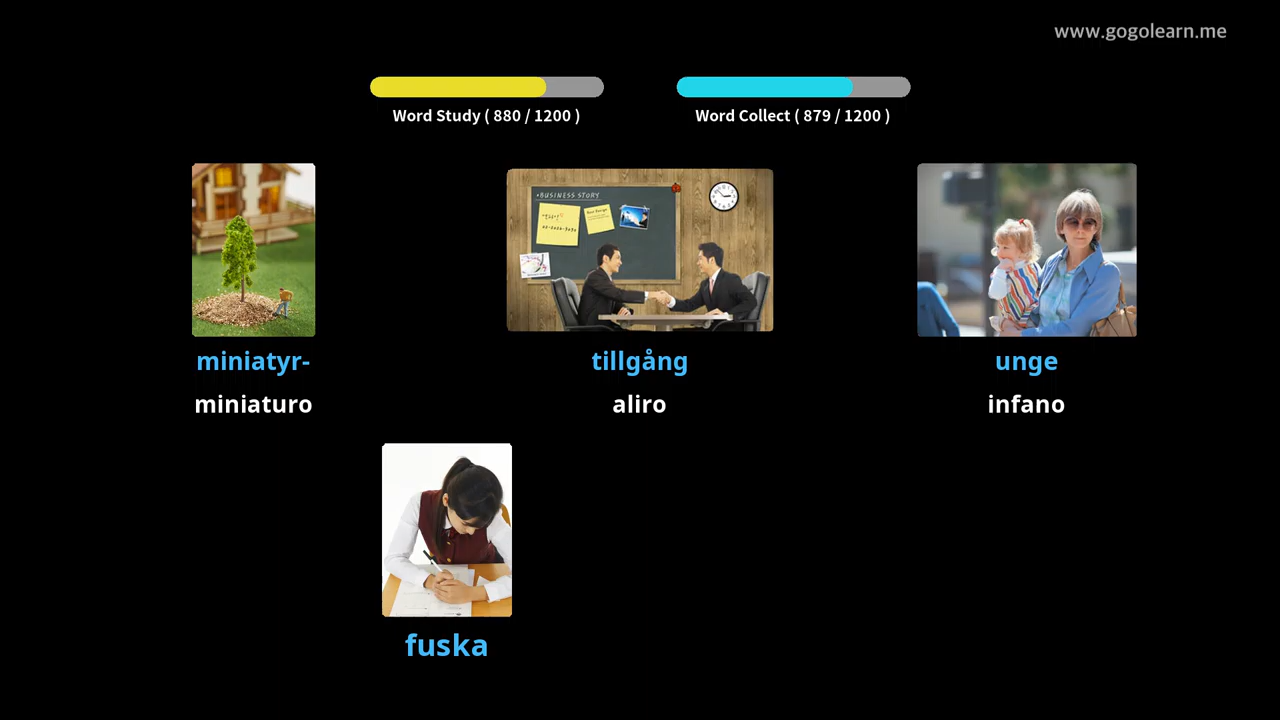 www.gogolearn.me
Word Study ( 880 / 1200 )
Word Collect ( 879 / 1200 )
•BUSINESS STORY
miniatyr-
tillgång
unge
miniaturo
aliro
infano
fuska